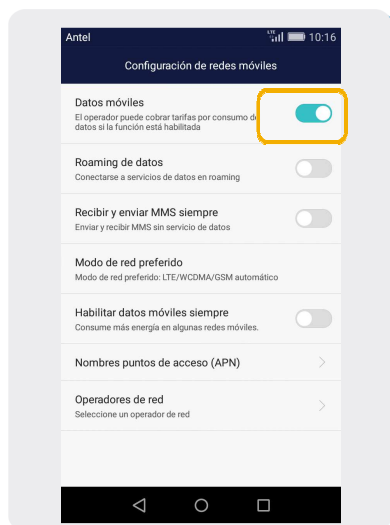 Antel
LTE 10:16
Configuración de redes móviles
Datos móviles
El operador puede cobrar tarifas por consumo de
datos si la función está habilitada
Roaming de datos
Conectarse a servicios de datos en roaming
Recibir y enviar MMS siempre
Enviar y recibir MMS sin servicio de datos
Modo de red preferido
Modo de red preferido: LTE/WCDMA/GSM automático
Habilitar datos móviles siempre
Consume más energía en algunas redes móviles.
Nombres puntos de acceso (APN)
Operadores de red
Seleccione un operador de red